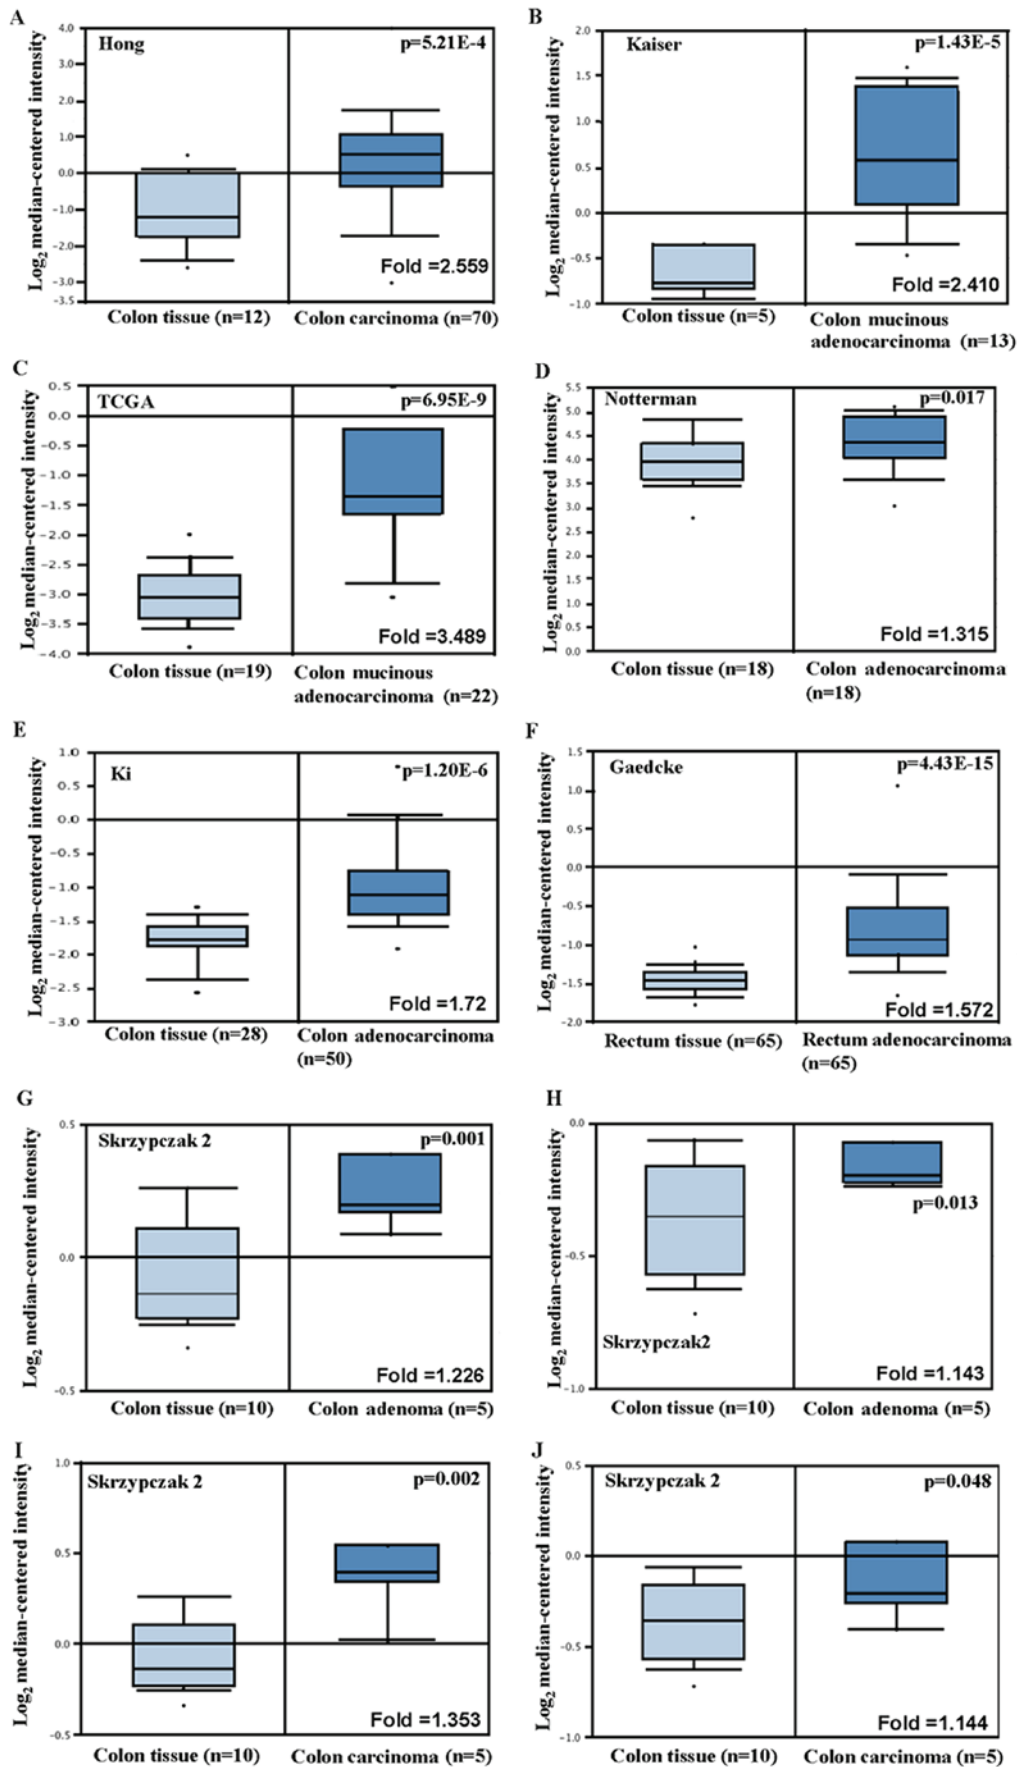 A
Log2 median-centered intensity
4.0
3.0
2.0
1.0
0.0
-1.0
-2.0
-3.0
-3.5
Hong
p=5.21E-4
Fold =2.559
Colon tissue (n=12)
Colon carcinoma (n=70)
B
Log2 median-centered intensity
2.0
1.5
1.0
0.5
0.0
-0.5
-1.0
Kaiser
p=1.43E-5
Fold =2.410
Colon tissue (n=5)
Colon mucinous
adenocarcinoma (n=13)
C
Log2 median-centered intensity
0.5
0.0
-0.5
-1.0
-1.5
-2.0
-2.5
-3.0
-3.5
-4.0
TCGA
p=6.95E-9
Fold =3.489
Colon tissue (n=19)
Colon mucinous
adenocarcinoma (n=22)
D
Log2 median-centered intensity
5.5
5.0
4.5
4.0
3.5
3.0
2.5
2.0
1.5
1.0
0.5
0.0
Notterman
p=0.017
Fold =1.315
Colon tissue (n=18)
Colon adenocarcinoma
(n=18)
E
Log2 median-centered intensity
1.0
0.5
0.0
-0.5
-1.0
-1.5
-2.0
-2.5
-3.0
Ki
p=1.20E-6
Fold =1.72
Colon tissue (n=28)
Colon adenocarcinoma
(n=50)
F
Log2 median-centered intensity
1.5
1.0
0.5
0.0
-0.5
-1.0
-1.5
-2.0
Gaedcke
p=4.43E-15
Fold =1.572
Rectum tissue (n=65)
Rectum adenocarcinoma
(n=65)
G
Log2 median-centered intensity
0.5
0.0
-0.5
Skrzypczak 2
p=0.001
Fold =1.226
Colon tissue (n=10)
Colon adenoma (n=5)
H
Log2 median-centered intensity
0.0
-0.5
-1.0
p=0.013
Skrzypczak2
Fold =1.143
Colon tissue (n=10)
Colon adenoma (n=5)
I
Log2 median-centered intensity
1.0
0.5
0.0
-0.5
Skrzypczak 2
p=0.002
Fold =1.353
Colon tissue (n=10)
Colon carcinoma (n=5)
J
Log2 median-centered intensity
0.5
0.0
-0.5
-1.0
Skrzypczak 2
p=0.048
Fold =1.144
Colon tissue (n=10)
Colon carcinoma (n=5)